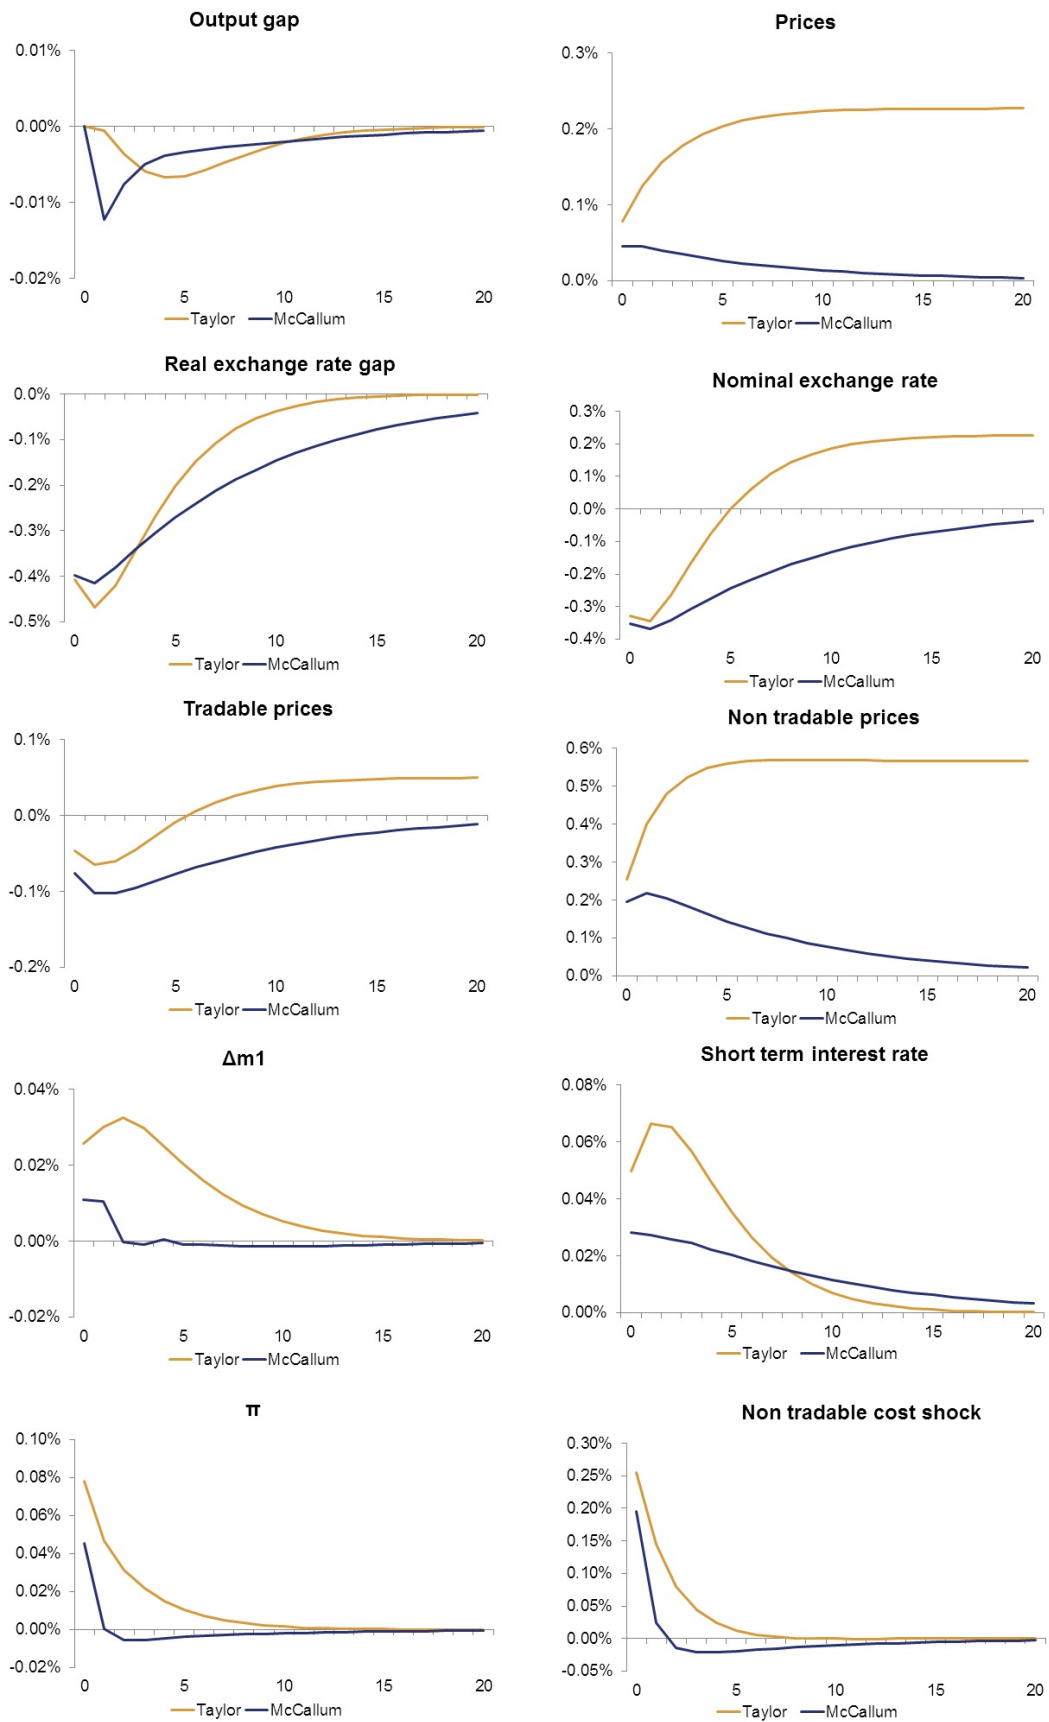 Output gap
0.01%
0.00%
-0.01%
-0.02%
0 5 10 15 20
Taylor McCallum
Prices
0.3%
0.2%
0.1%
0.0%
0 5 10 15 20
Taylor McCallum
Real exchange rate gap
0.0%
-0.1%
-0.2%
-0.3%
-0.4%
-0.5%
0 5 10 15 20
Taylor McCallum
Nominal exchange rate
0.3%
0.2%
0.1%
0.0%
-0.1%
-0.2%
-0.3%
-0.4%
0 5 10 15 20
Taylor McCallum
Tradable prices
0.1%
0.0%
-0.1%
-0.2%
0 5 10 15 20
Taylor McCallum
Non tradable prices
0.6%
0.5%
0.4%
0.3%
0.2%
0.1%
0.0%
0 5 10 15 20
Taylor McCallum
Δm1
0.04%
0.02%
0.00%
-0.02%
0 5 10 15 20
Taylor McCallum
Short term interest rate
0.08%
0.06%
0.04%
0.02%
0.00%
0 5 10 15 20
Taylor McCallum
π
0.10%
0.08%
0.06%
0.04%
0.02%
0.00%
-0.02%
0 5 10 15 20
Taylor McCallum
Non tradable cost shock
0.30%
0.25%
0.20%
0.15%
0.10%
0.05%
0.00%
-0.05%
0 5 10 15 20
Taylor McCallum